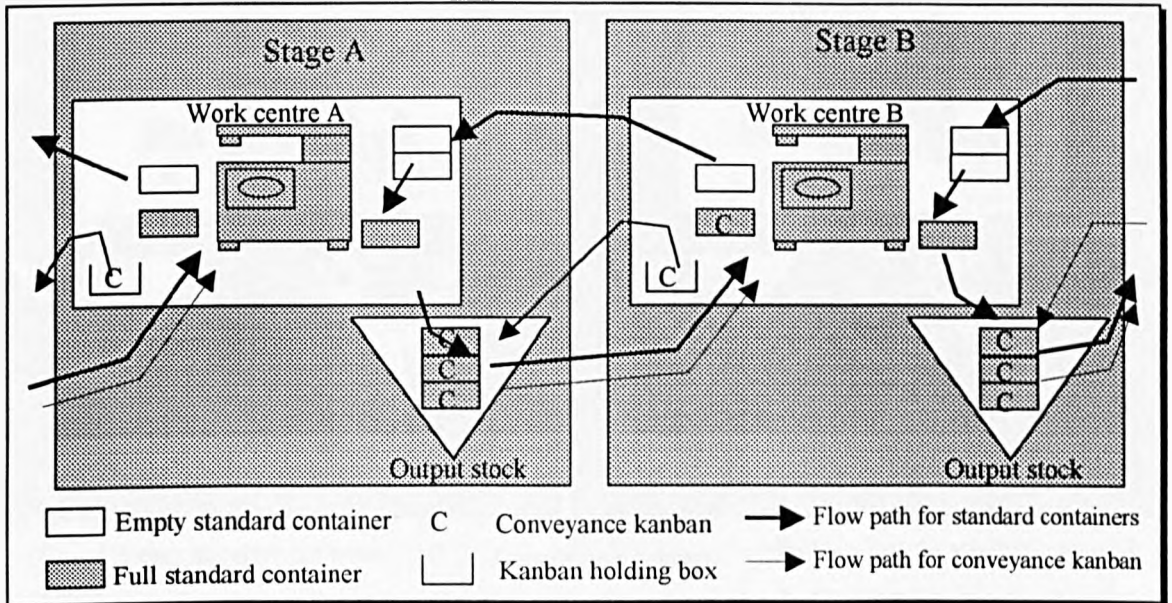 Stage A
Stage B
Work centre A
Work centre B
C
C
C
C
C
C
C
C
C
Output stock
Output stock
Empty standard container
C
Conveyance kanban
Flow path for standard containers
Full standard container
Kanban holding box
Flow path for conveyance kanban